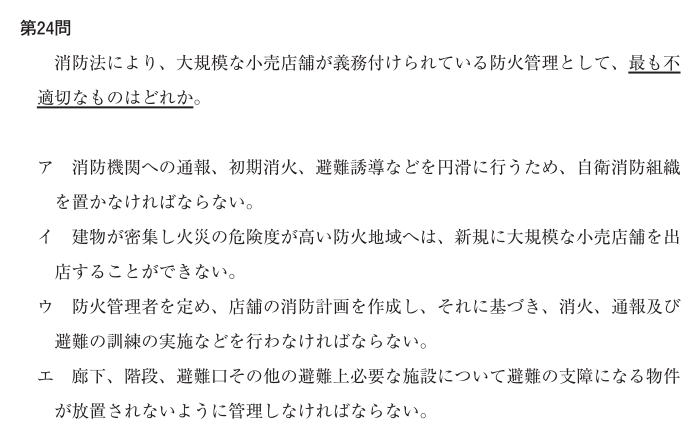 第24問
消防法により、大規模な小売店舗が義務付けられている防火管理として、最も不
適切なものはどれか。
ア　消防機関への通報、初期消火、避難誘導などを円滑に行うため、自衛消防組織
を置かなければならない。
イ　建物が密集し火災の危険度が高い防火地域へは、新規に大規模な小売店舗を出
店することができない。
ウ　防火管理者を定め、店舗の消防計画を作成し、それに基づき、消火、通報及び
避難の訓練の実施などを行わなければならない。
エ　廊下、階段、避難口その他の避難上必要な施設について避難の支障になる物件
が放置されないように管理しなければならない。